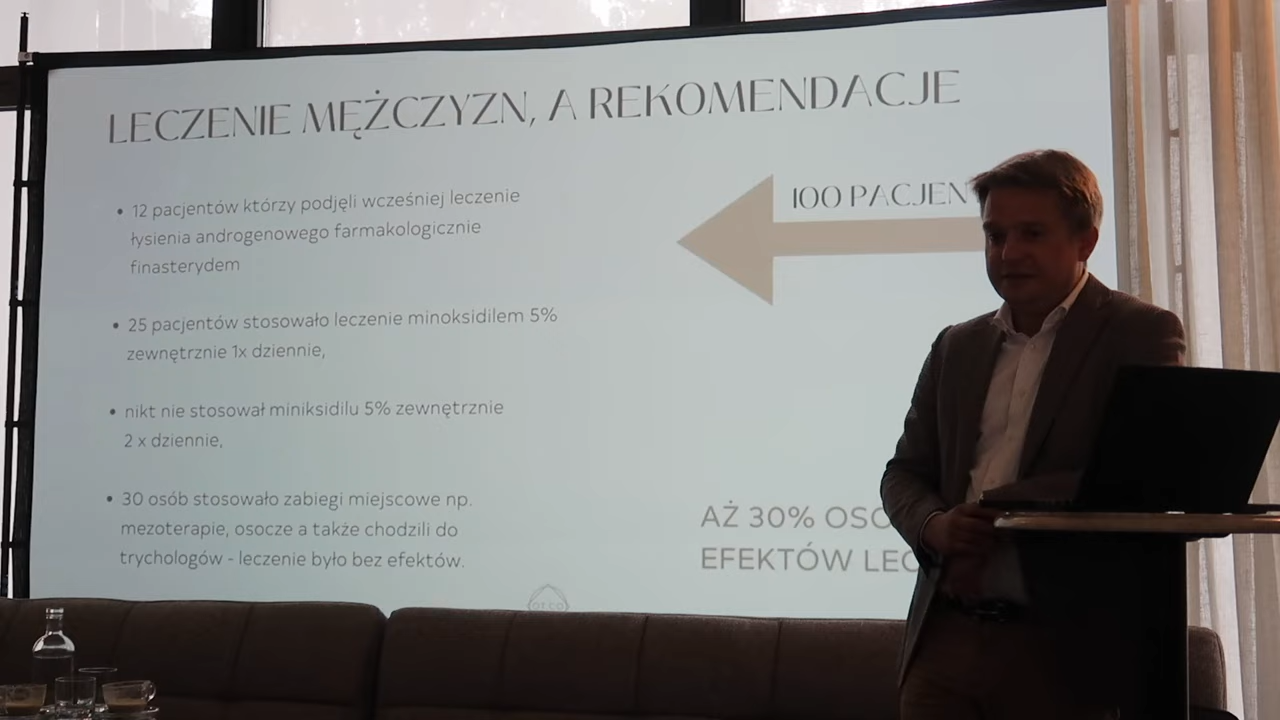 LECZENIE MĘŻCZYZN, A REKOMENDACJE
• 12 pacjentów którzy podjęli wcześniej leczenie
łysienia androgenowego farmakologicznie
finasterydem
100 PACJEN
• 25 pacjentów stosowało leczenie minoksidilem 5%
zewnętrznie 1x dziennie,
• nikt nie stosował miniksidilu 5% zewnętrznie
2 x dziennie,
• 30 osób stosowało zabiegi miejscowe np.
mezoterapie, osocze a także chodzili do
trychologów - leczenie było bez efektów.
AŻ 30% OSÓ
EFEKTÓW LEC